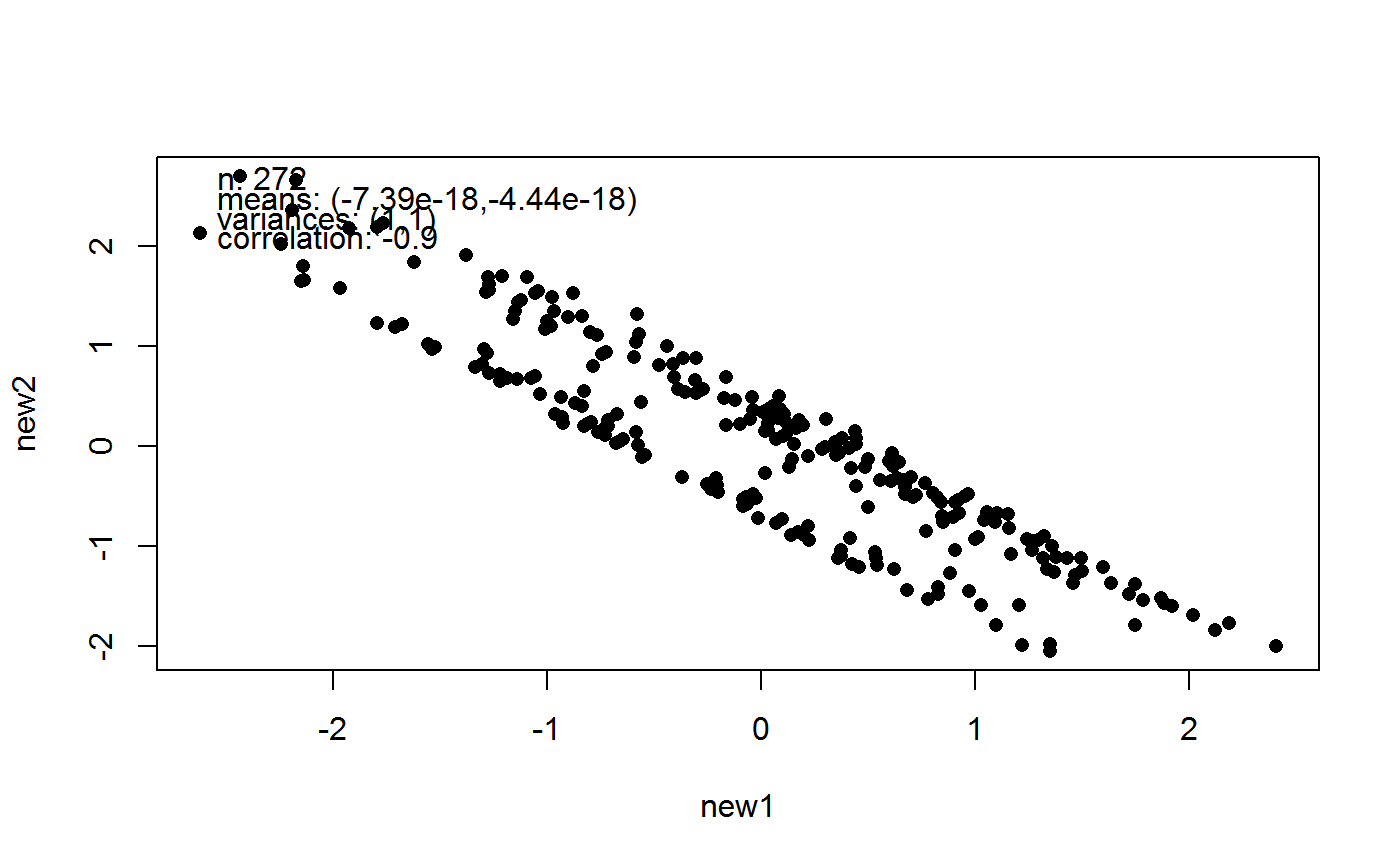 n: 272
means: (-7.39e-18,-4.44e-18)
variances: (1,1)
correlation: -0.9
2
1
0
-1
-2
new2
-2
-1
0
1
2
new1